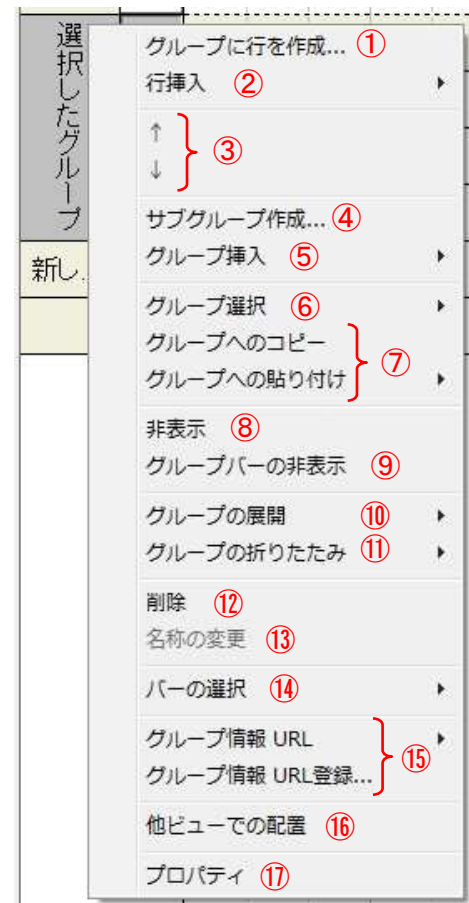 選択したグループ
新し..
グループに行を作成... ①
行挿入 ②
↑
↓
③
サブグループ作成... ④
グループ挿入 ⑤
グループ選択 ⑥
グループへのコピー
グループへの貼り付け
⑦
非表示 ⑧
グループバーの非表示 ⑨
グループの展開 ⑩
グループの折りたたみ ⑪
削除 ⑫
名称の変更 ⑬
バーの選択 ⑭
グループ情報 URL
グループ情報 URL登録...
⑮
他ビューでの配置 ⑯
プロパティ ⑰